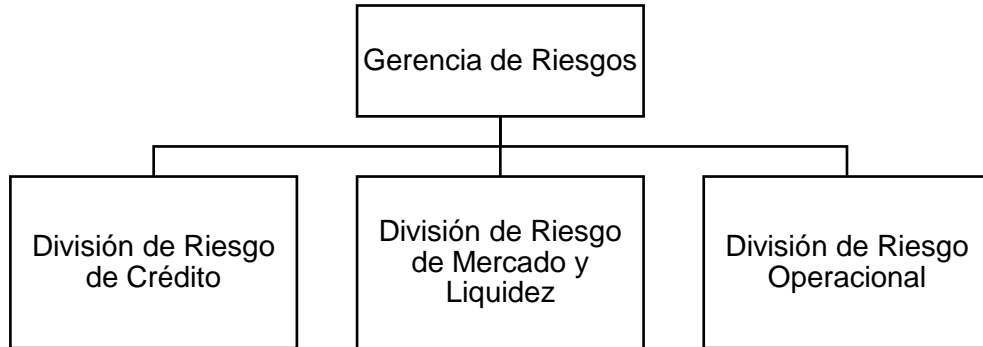 Gerencia de Riesgos
División de Riesgo
de Crédito
División de Riesgo
de Mercado y
Liquidez
División de Riesgo
Operacional